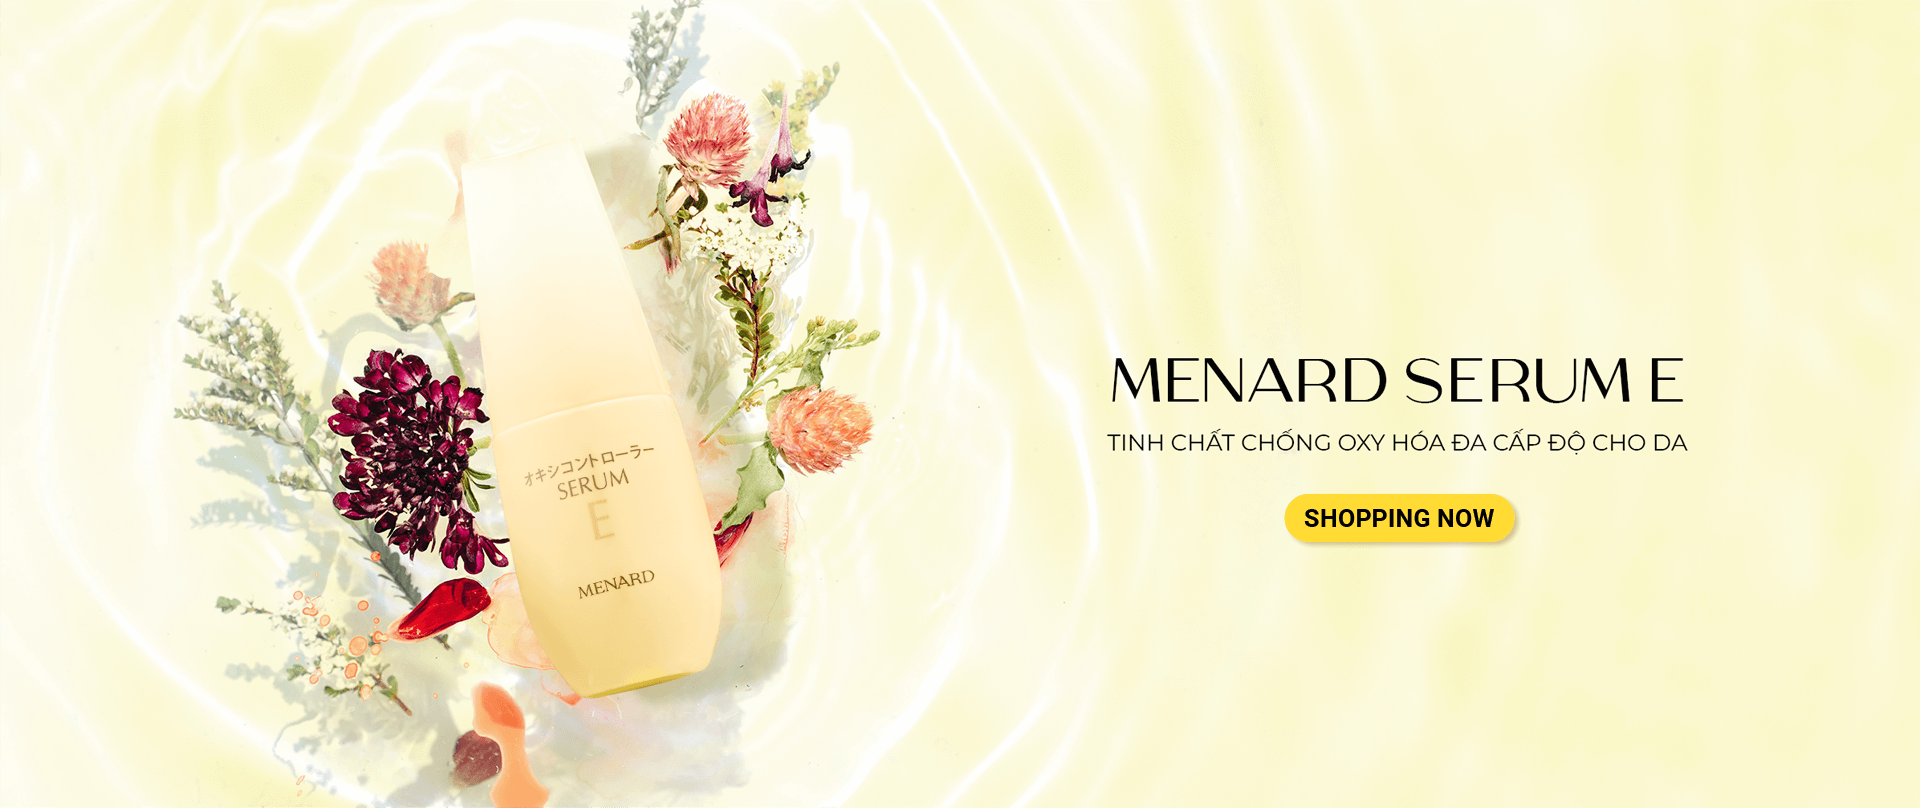 オキシコントローラー
SERUM
E
MENARD
MENARD SERUM E
TINH CHẤT CHỐNG OXY HÓA ĐA CẤP ĐỘ CHO DA
SHOPPING NOW